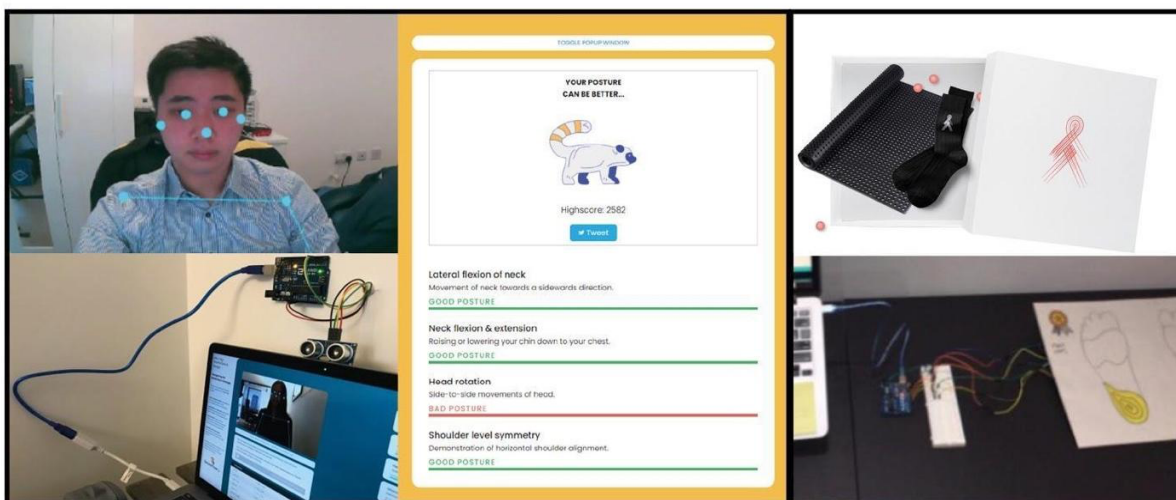 TOGGLE POPUP WINDOW
YOUR POSTURE
CAN BE BETTER...
Highscore: 2582
Tweet
Lateral flexion of neck
Movement of neck towards a sidewards direction.
GOOD POSTURE
Neck flexion & extension
Raising or lowering your chin down to your chest.
GOOD POSTURE
Head rotation
Side-to-side movements of head.
BAD POSTURE
Shoulder level symmetry
Demonstration of horizontal shoulder alignment.
GOOD POSTURE